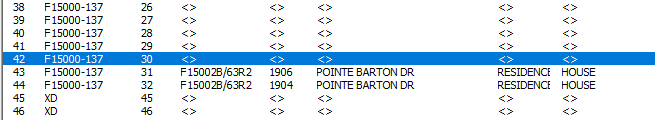 38 F15000-137 26 <> <> <> <> <>
39 F15000-137 27 <> <> <> <> <>
40 F15000-137 28 <> <> <> <> <>
41 F15000-137 29 <> <> <> <> <>
42 F15000-137 30 <> <> <> <> <>
43 F15000-137 31 F15002B/63R2 1906 POINTE BARTON DR RESIDENCE HOUSE
44 F15000-137 32 F15002B/63R2 1904 POINTE BARTON DR RESIDENCE HOUSE
45 XD 45 <> <> <> <> <>
46 XD 46 <> <> <> <> <>